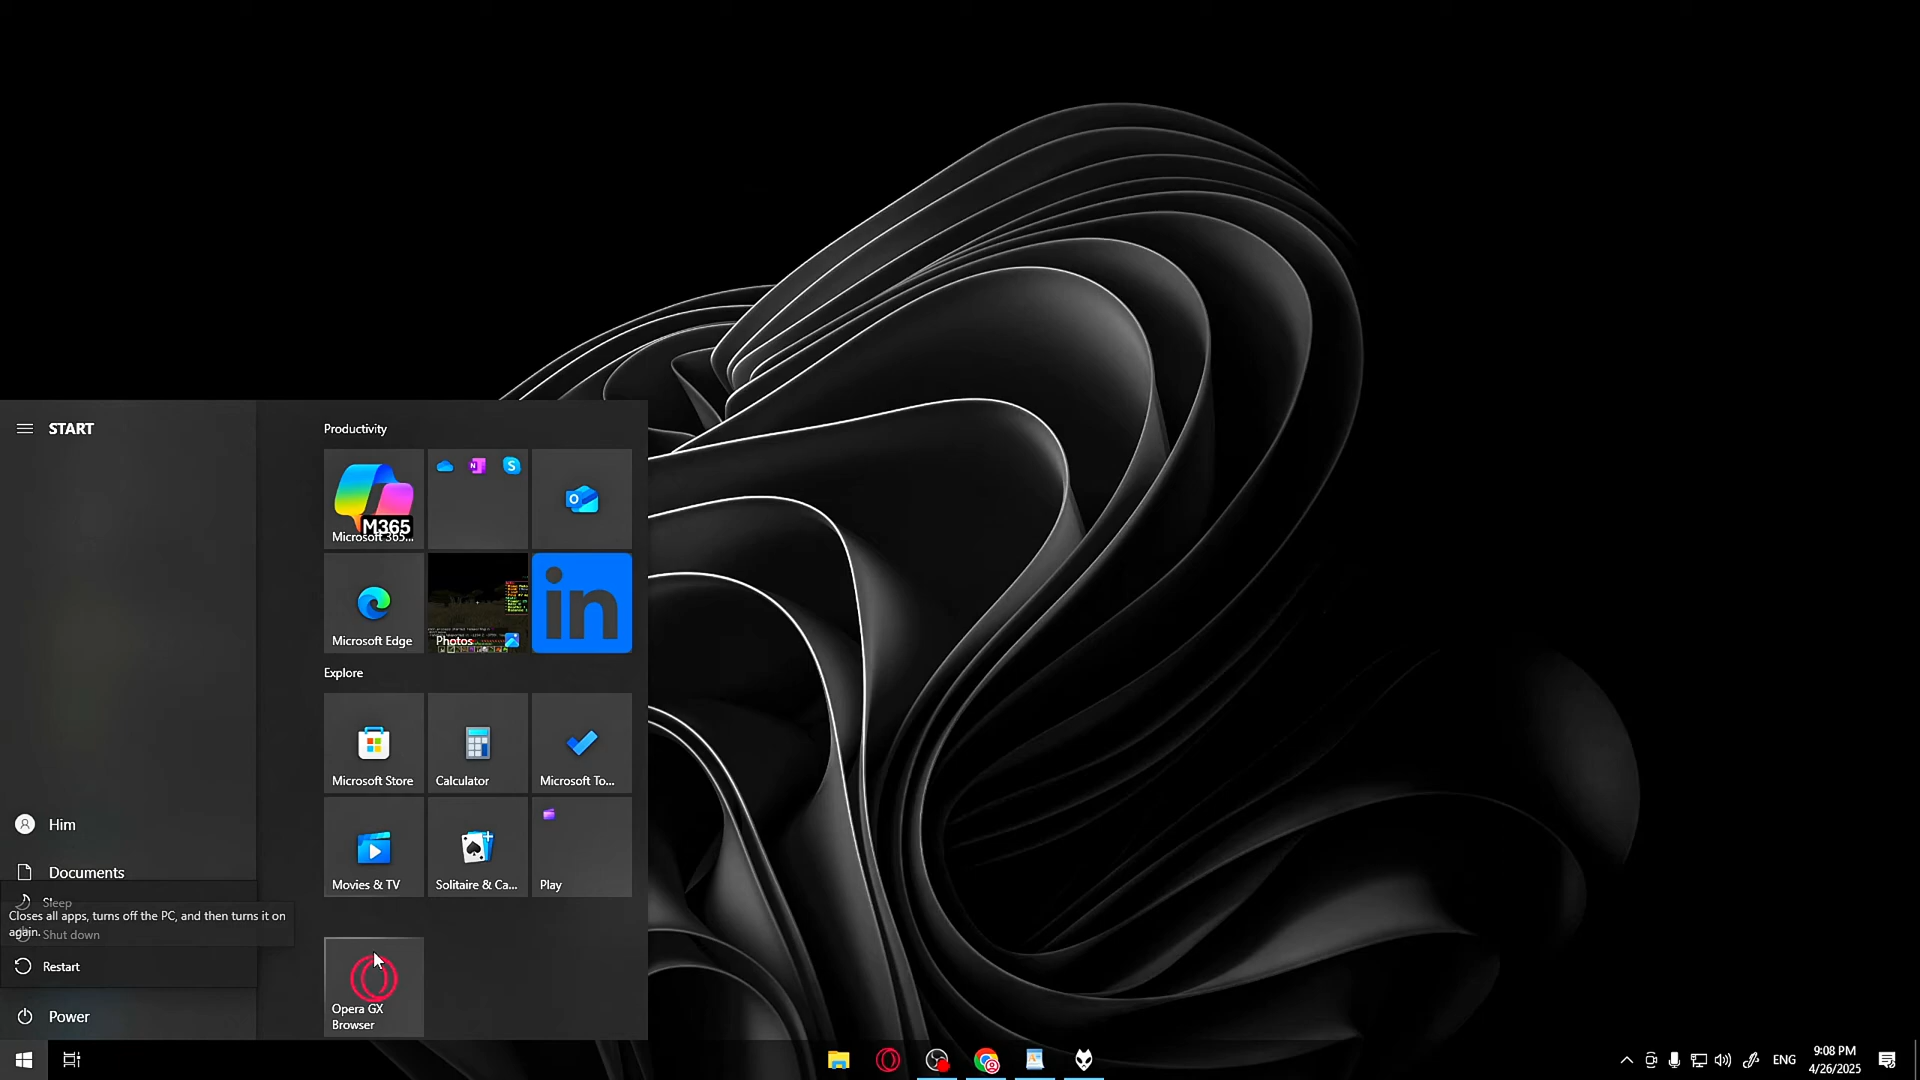 START
Productivity
M365
Microsoft 365...
Microsoft Edge
Photos
in
Explore
Microsoft Store
Calculator
Microsoft To...
Movies & TV
Solitaire & Ca...
Play
Opera GX
Browser
Him
Documents
Sleep
Closes all apps, turns off the PC, and then turns it on
again.
Shut down
Restart
Power
ENG
9:08 PM
4/26/2025